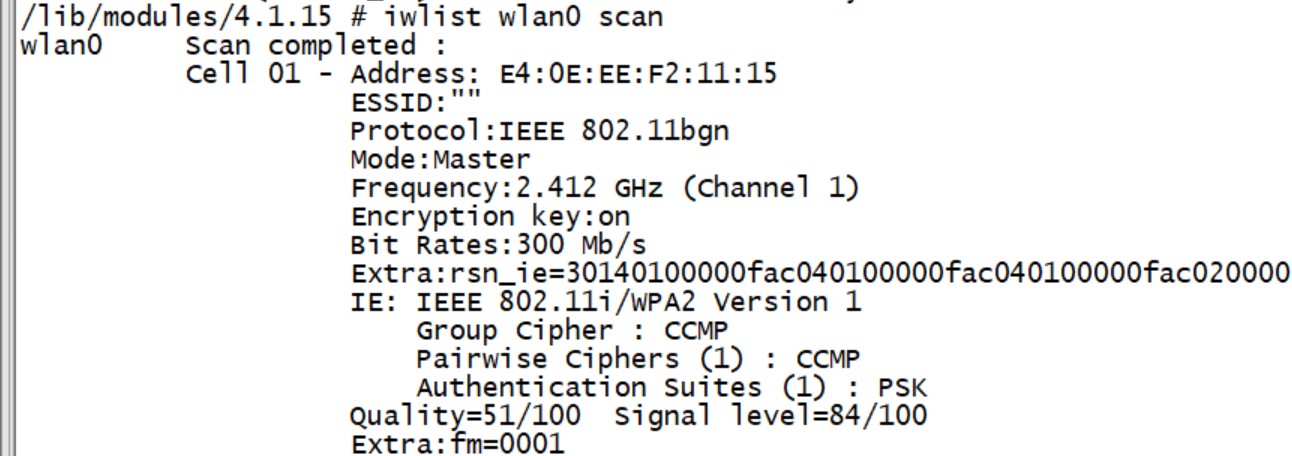 /lib/modules/4.1.15 # iwlist wlan0 scan
wlan0     Scan completed :
          Cell 01 - Address: E4:0E:EE:F2:11:15
                    ESSID:""
                    Protocol:IEEE 802.11bgn
                    Mode:Master
                    Frequency:2.412 GHz (Channel 1)
                    Encryption key:on
                    Bit Rates:300 Mb/s
                    Extra:rsn_ie=30140100000fac040100000fac040100000fac020000
                    IE: IEEE 802.11i/WPA2 Version 1
                        Group Cipher : CCMP
                        Pairwise Ciphers (1) : CCMP
                        Authentication Suites (1) : PSK
                    Quality=51/100  Signal level=84/100
                    Extra:fm=0001